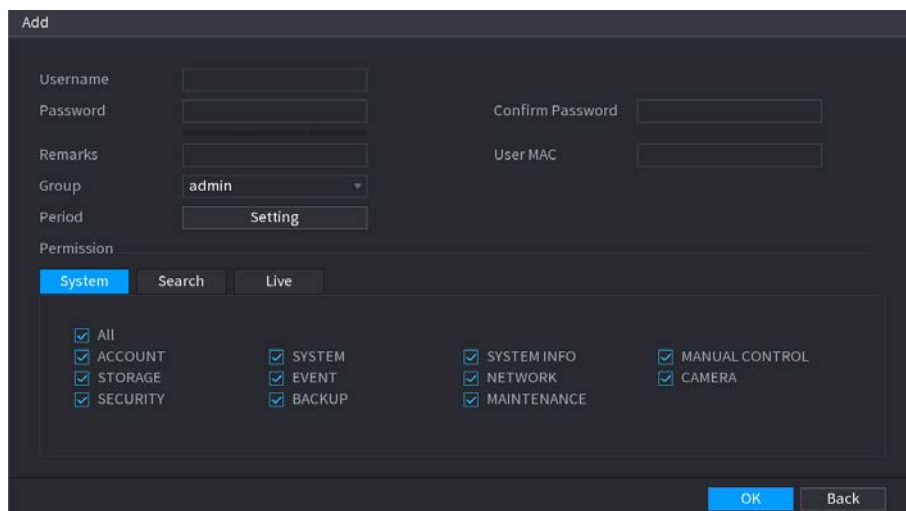 Add
Username
Password Confirm Password
Remarks User MAC
Group admin
Period Setting
Permission
System Search Live
All
ACCOUNT SYSTEM SYSTEM INFO MANUAL CONTROL
STORAGE EVENT NETWORK CAMERA
SECURITY BACKUP MAINTENANCE
OK Back